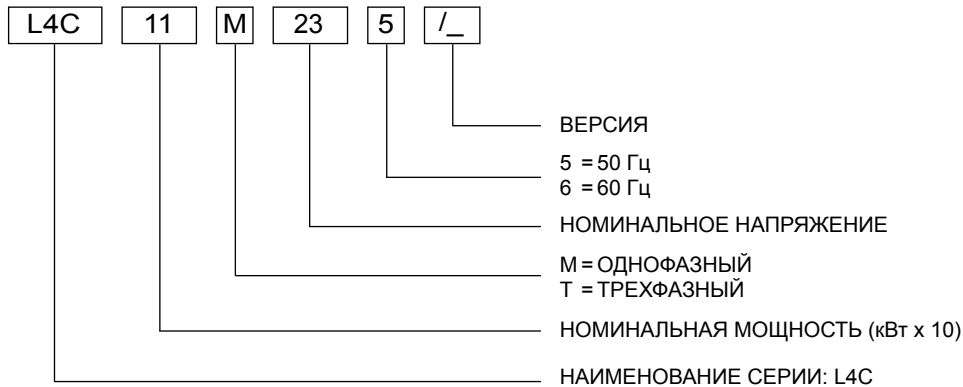 L4C 11 M 23 5 /_
ВЕРСИЯ
5 = 50 Гц
6 = 60 Гц
НОМИНАЛЬНОЕ НАПРЯЖЕНИЕ
М = ОДНОФАЗНЫЙ
Т = ТРЕХФАЗНЫЙ
НОМИНАЛЬНАЯ МОЩНОСТЬ (кВт x 10)
НАИМЕНОВАНИЕ СЕРИИ: L4C